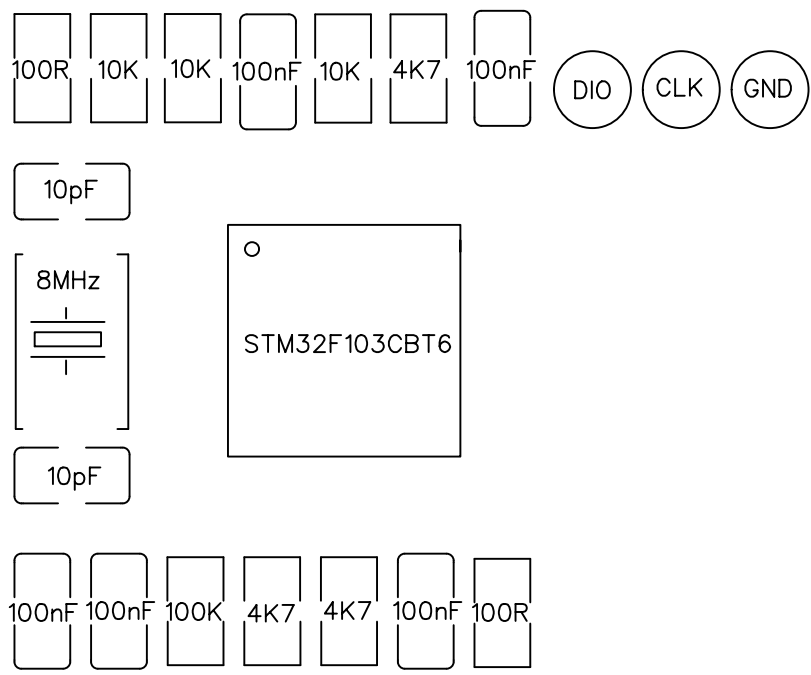 100R 10K 10K 100nF 10K 4K7 100nF DIO CLK GND
10pF
8MHz
STM32F103CBT6
10pF
100nF 100nF 100K 4K7 4K7 100nF 100R